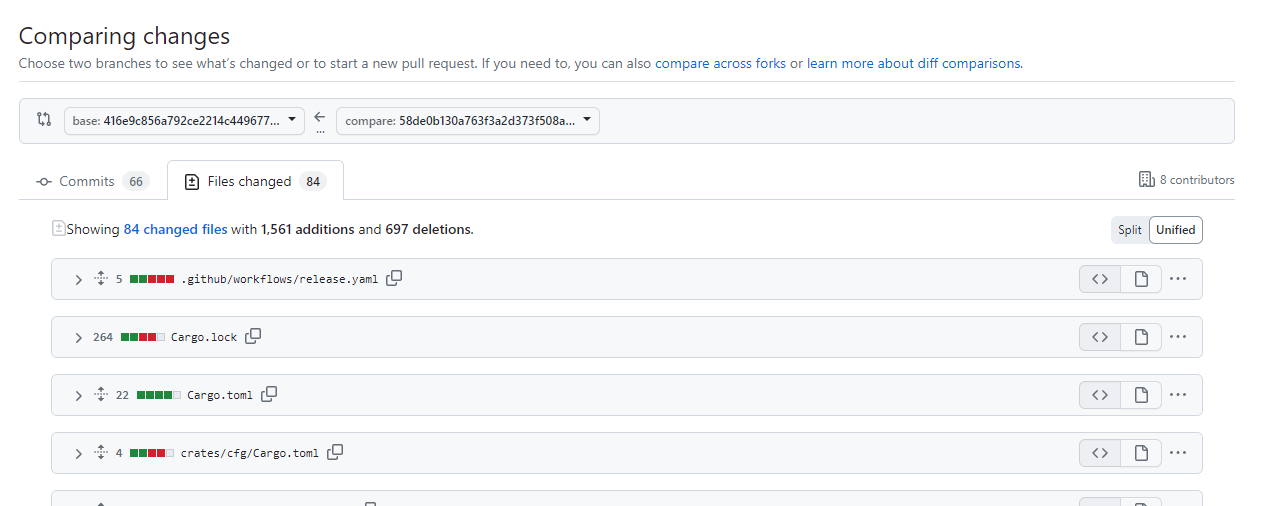 Comparing changes
Choose two branches to see what's changed or to start a new pull request. If you need to, you can also compare across forks or learn more about diff comparisons.
base: 416e9c856a792ce2214c449677... ← compare: 58de0b130a763f3a2d373f508a...
...
Commits 66 Files changed 84 8 contributors
Showing 84 changed files with 1,561 additions and 697 deletions. Split Unified
5 .github/workflows/release.yaml
264 Cargo.lock
22 Cargo.toml
4 crates/cfg/Cargo.toml